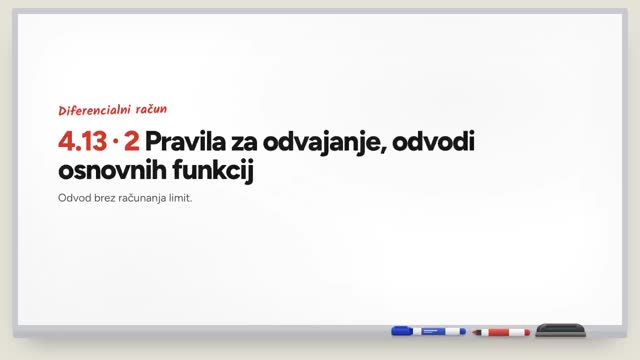 Diferencialni račun
4.13 · 2 Pravila za odvajanje, odvodi
osnovnih funkcij
Odvod brez računanja limit.